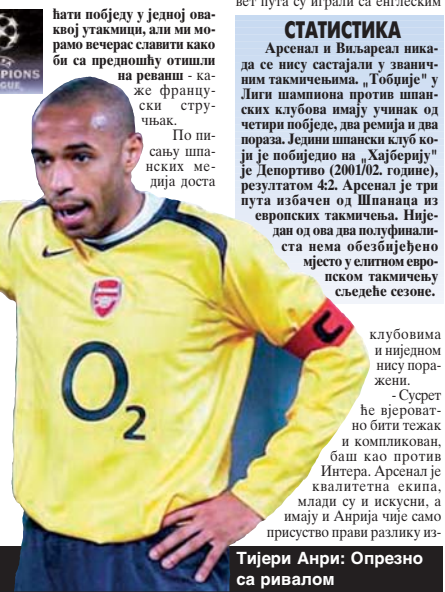 ћати побједу у једној ова-
квој утакмици, али ми мо-
рамо вечерас славити како
би са предношћу отишли
на реванш - ка-
же францу-
ски стру-
чњак.
По пи-
сању шпа-
нских ме-
дија доста
вет пута су играли са енглеским
СТАТИСТИКА
Арсенал и Виљареал ника-
да се нису састајали у званич-
ним такмичењима. „Тобџије" у
Лиги шампиона против шпан-
ских клубова имају учинак од
четири побједе, два ремија и два
пораза. Једини шпански клуб ко-
ји је побиједио на „Хајберију"
је Депортиво (2001/02. године),
резултатом 4:2. Арсенал је три
пута избачен од Шпанаца из
европских такмичења. Није-
дан од ова два полуфинали-
ста нема обезбијеђено
мјесто у елитном евро-
пском такмичењу
сљедеће сезоне.
клубовима
и ниједном
нису пора-
жени.
- Сусрет
ће вјероват-
но бити тежак
и компликован,
баш као против
Интера. Арсенал је
квалитетна екипа,
млади су и искусни, а
имају и Анрија чије само
присуство прави разлику из-
Arsenal
O2
Тијери Анри: Опрезно
са ривалом